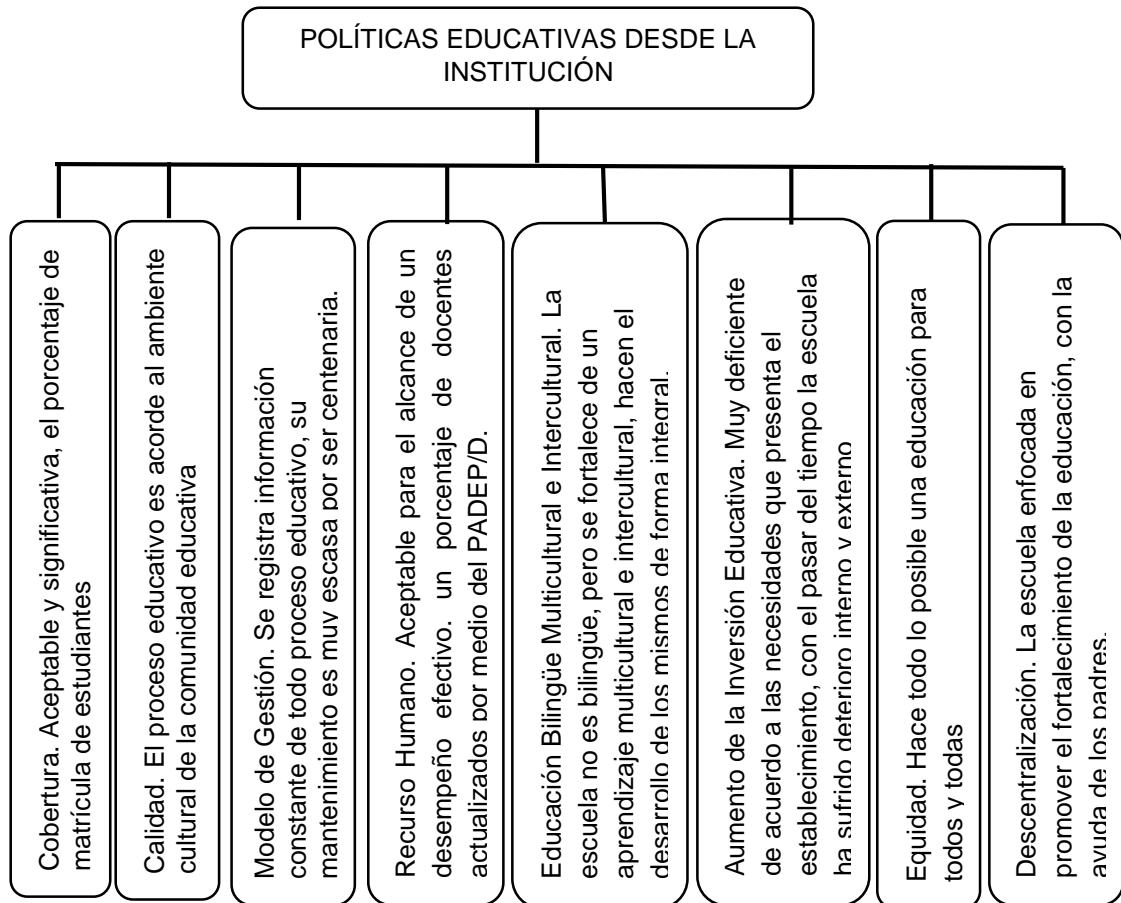 POLÍTICAS EDUCATIVAS DESDE LA
INSTITUCIÓN
Cobertura. Aceptable y significativa, el porcentaje de
matrícula de estudiantes
Calidad. El proceso educativo es acorde al ambiente
cultural de la comunidad educativa
Modelo de Gestión. Se registra información
constante de todo proceso educativo, su
mantenimiento es muy escasa por ser centenaria.
Recurso Humano. Aceptable para el alcance de un
desempeño efectivo. un porcentaje de docentes
actualizados por medio del PADEP/D.
Educación Bilingüe Multicultural e Intercultural. La
escuela no es bilingüe, pero se fortalece de un
aprendizaje multicultural e intercultural, hacen el
desarrollo de los mismos de forma integral.
Aumento de la Inversión Educativa. Muy deficiente
de acuerdo a las necesidades que presenta el
establecimiento, con el pasar del tiempo la escuela
ha sufrido deterioro interno y externo
Equidad. Hace todo lo posible una educación para
todos y todas
Descentralización. La escuela enfocada en
promover el fortalecimiento de la educación, con la
ayuda de los padres.